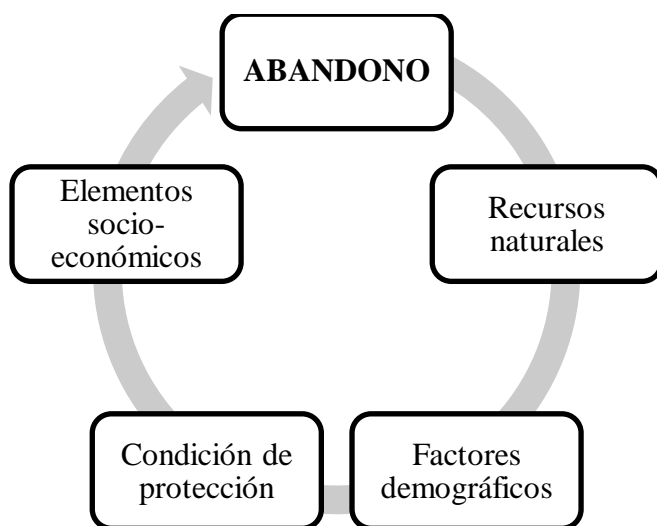 ABANDONO
Recursos
naturales
Factores
demográficos
Condición de
protección
Elementos
socio-
económicos